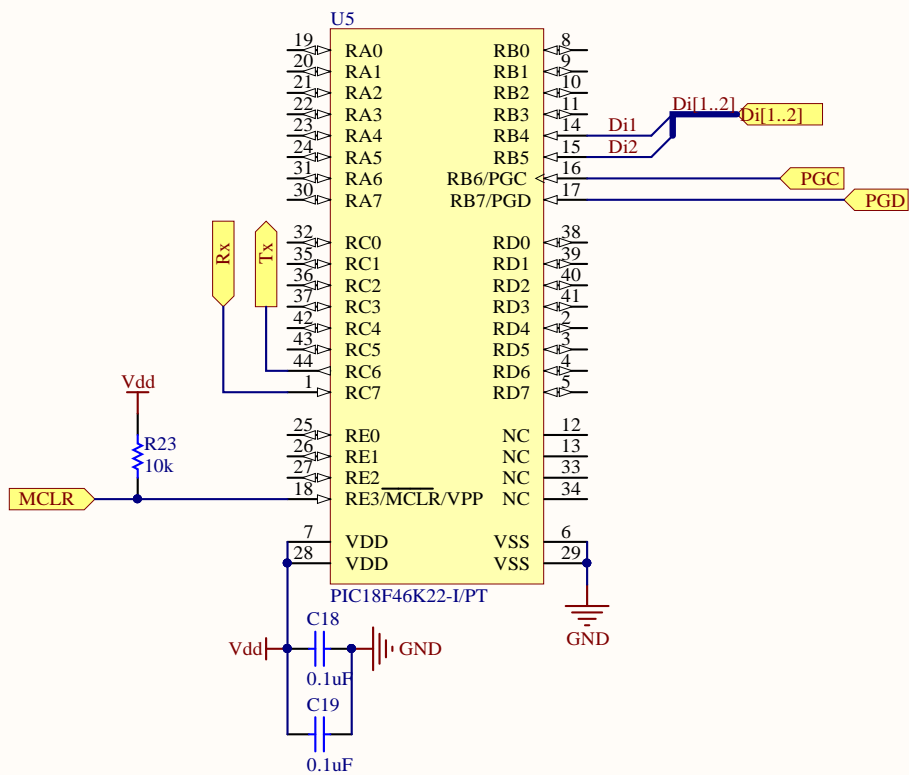 U5
19 RA0 RB0 8
20 RA1 RB1 9
21 RA2 RB2 10
22 RA3 RB3 11
23 RA4 RB4 14 Di1 Di[1..2] Di[1..2]
24 RA5 RB5 15 Di2
31 RA6 RB6/PGC 16 PGC
30 RA7 RB7/PGD 17 PGD
Rx Tx
32 RC0 RD0 38
35 RC1 RD1 39
36 RC2 RD2 40
37 RC3 RD3 41
42 RC4 RD4 2
43 RC5 RD5 3
44 RC6 RD6 4
1 RC7 RD7 5
Vdd
R23
10k
25 RE0 NC 12
26 RE1 NC 13
27 RE2 NC 33
MCLR 18 RE3/MCLR/VPP NC 34
7 VDD VSS 6
28 VDD VSS 29
PIC18F46K22-I/PT
GND
C18
Vdd GND
0.1uF
C19
0.1uF